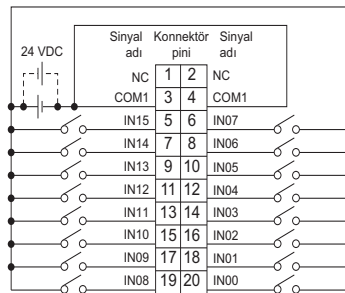 Sinyal adı Konnektör pini Sinyal adı
24 VDC
NC 1 2 NC
COM1 3 4 COM1
IN15 5 6 IN07
IN14 7 8 IN06
IN13 9 10 IN05
IN12 11 12 IN04
IN11 13 14 IN03
IN10 15 16 IN02
IN09 17 18 IN01
IN08 19 20 IN00